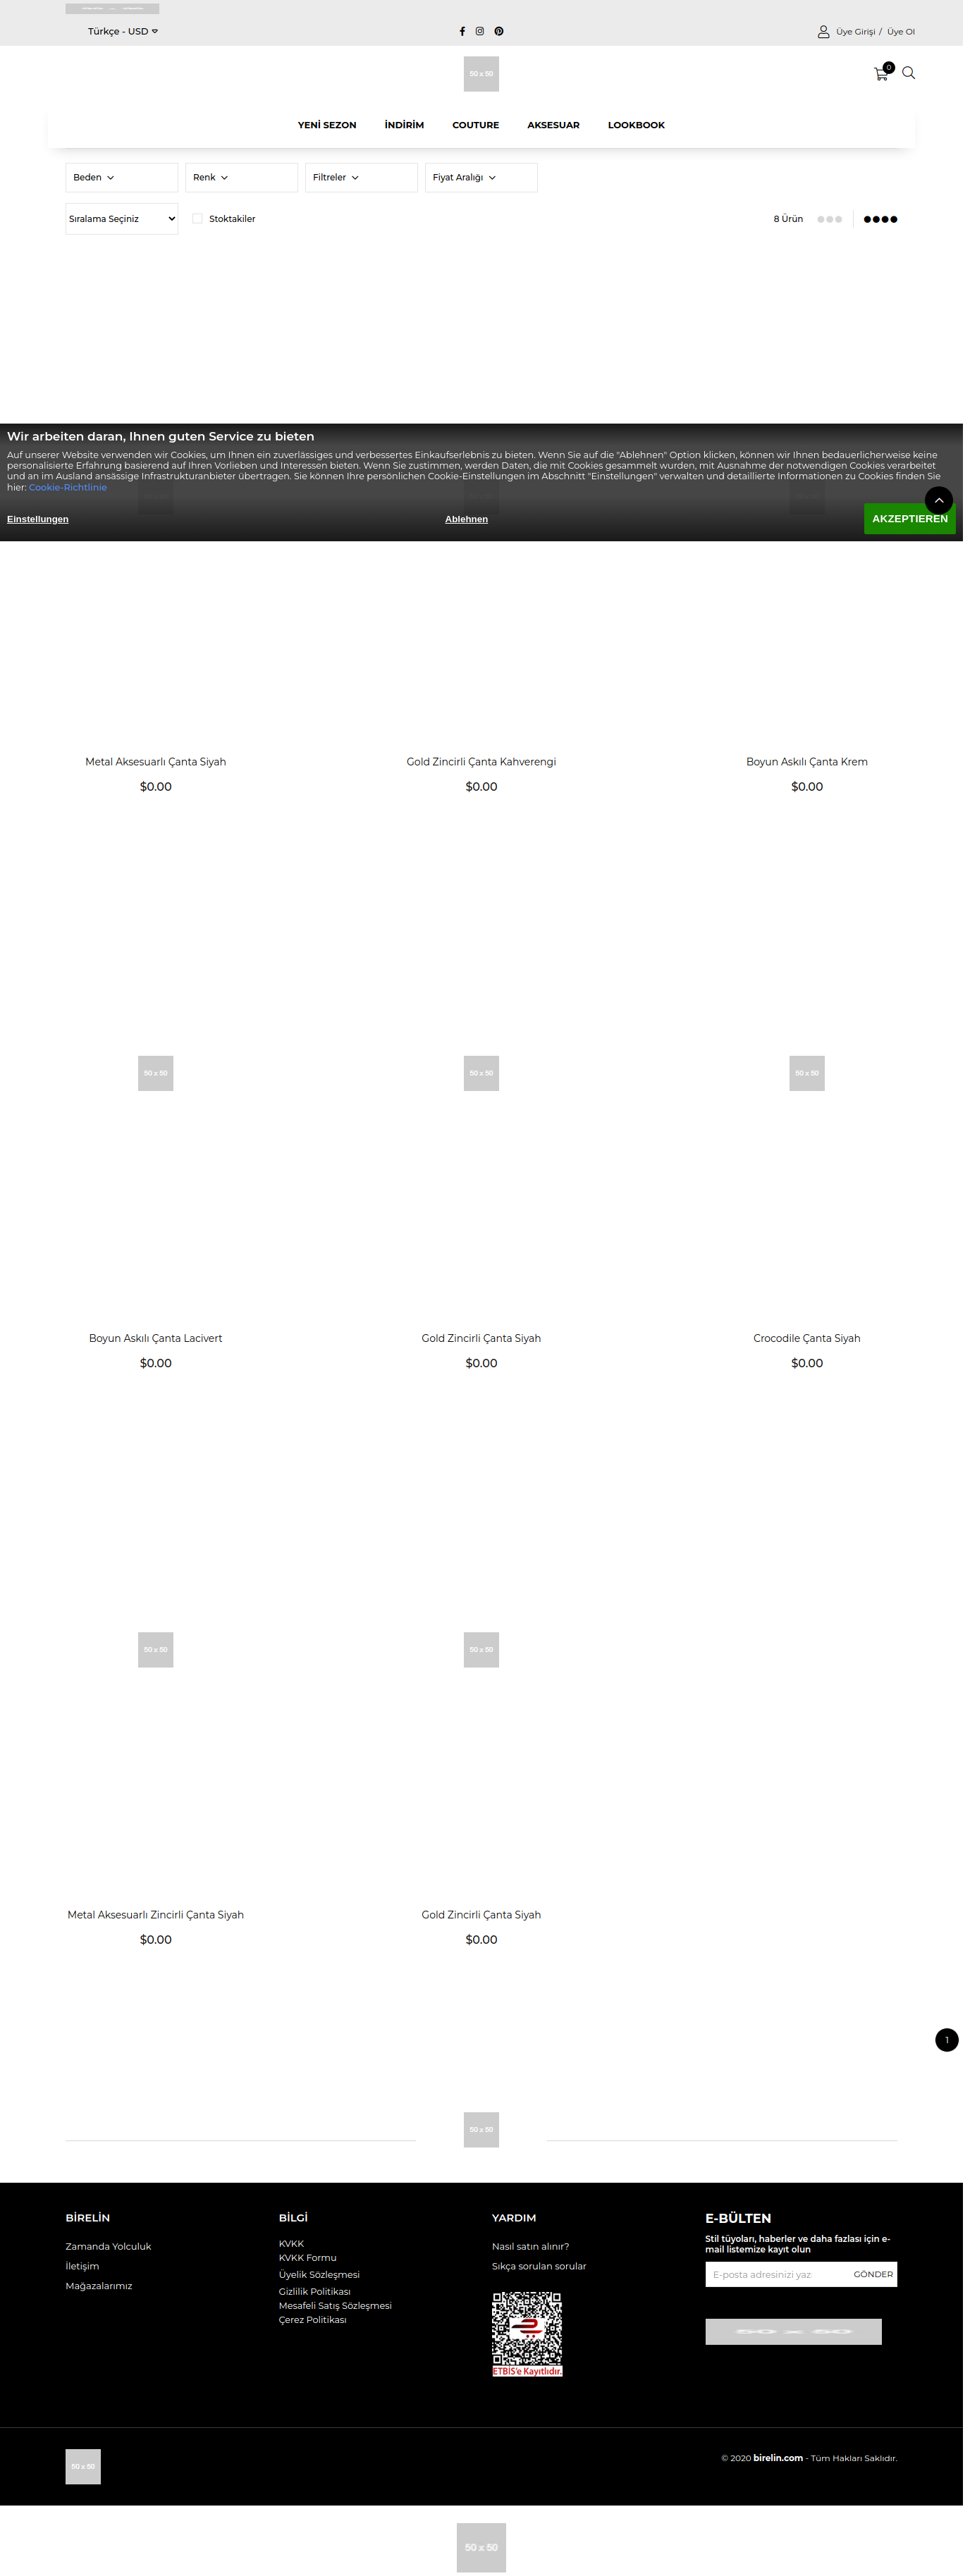 Türkçe - USD
Üye Girişi / Üye Ol
50 x 50
0
YENİ SEZON İNDİRİM COUTURE AKSESUAR LOOKBOOK
Beden Renk Filtreler Fiyat Aralığı
Sıralama Seçiniz Stoktakiler 8 Ürün
Wir arbeiten daran, Ihnen guten Service zu bieten
Auf unserer Website verwenden wir Cookies, um Ihnen ein zuverlässiges und verbessertes Einkaufserlebnis zu bieten. Wenn Sie auf die "Ablehnen" Option klicken, können wir Ihnen bedauerlicherweise keine
personalisierte Erfahrung basierend auf Ihren Vorlieben und Interessen bieten. Wenn Sie zustimmen, werden Daten, die mit Cookies gesammelt wurden, mit Ausnahme der notwendigen Cookies verarbeitet
und an im Ausland ansässige Infrastrukturanbieter übertragen. Sie können Ihre persönlichen Cookie-Einstellungen im Abschnitt "Einstellungen" verwalten und detaillierte Informationen zu Cookies finden Sie
hier: Cookie-Richtlinie
Einstellungen Ablehnen AKZEPTIEREN
Metal Aksesuarlı Çanta Siyah Gold Zincirli Çanta Kahverengi Boyun Askılı Çanta Krem
$0.00 $0.00 $0.00
50 x 50 50 x 50 50 x 50
Boyun Askılı Çanta Lacivert Gold Zincirli Çanta Siyah Crocodile Çanta Siyah
$0.00 $0.00 $0.00
50 x 50 50 x 50
Metal Aksesuarlı Zincirli Çanta Siyah Gold Zincirli Çanta Siyah
$0.00 $0.00
1
50 x 50
BİRELİN
Zamanda Yolculuk
İletişim
Mağazalarımız
BİLGİ
KVKK
KVKK Formu
Üyelik Sözleşmesi
Gizlilik Politikası
Mesafeli Satış Sözleşmesi
Çerez Politikası
YARDIM
Nasıl satın alınır?
Sıkça sorulan sorular
ETBİS'e Kayıtlıdır.
E-BÜLTEN
Stil tüyoları, haberler ve daha fazlası için e-
mail listemize kayıt olun
E-posta adresinizi yaz GÖNDER
50 x 50
50 x 50
© 2020 birelin.com - Tüm Hakları Saklıdır.
50 x 50